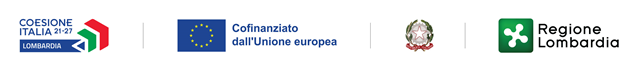 COESIONE
ITALIA 21-27
LOMBARDIA
Cofinanziato
dall'Unione europea
Regione
Lombardia